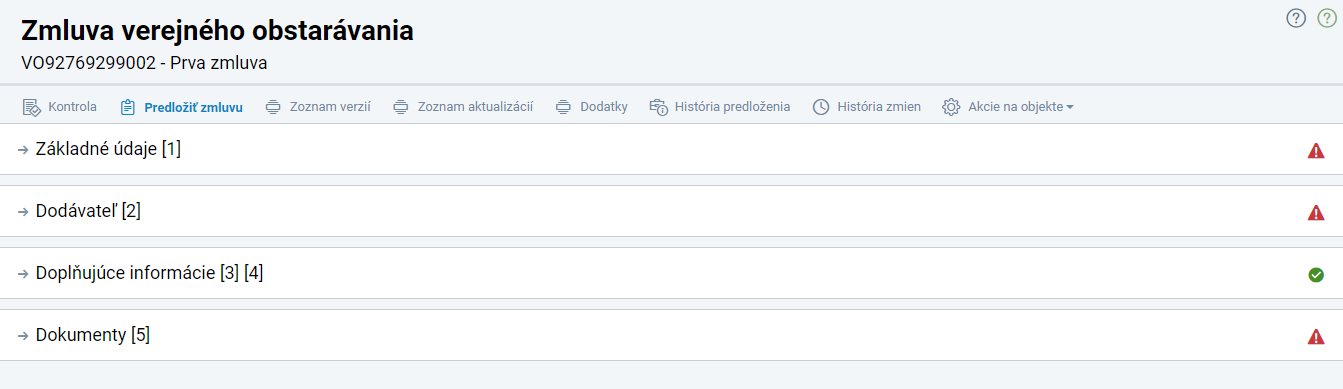 Zmluva verejného obstarávania
VO92769299002 - Prva zmluva
Kontrola Predložiť zmluvu Zoznam verzií Zoznam aktualizácií Dodatky História predloženia História zmien Akcie na objekte
Základné údaje [1]
Dodávateľ [2]
Doplňujúce informácie [3] [4]
Dokumenty [5]